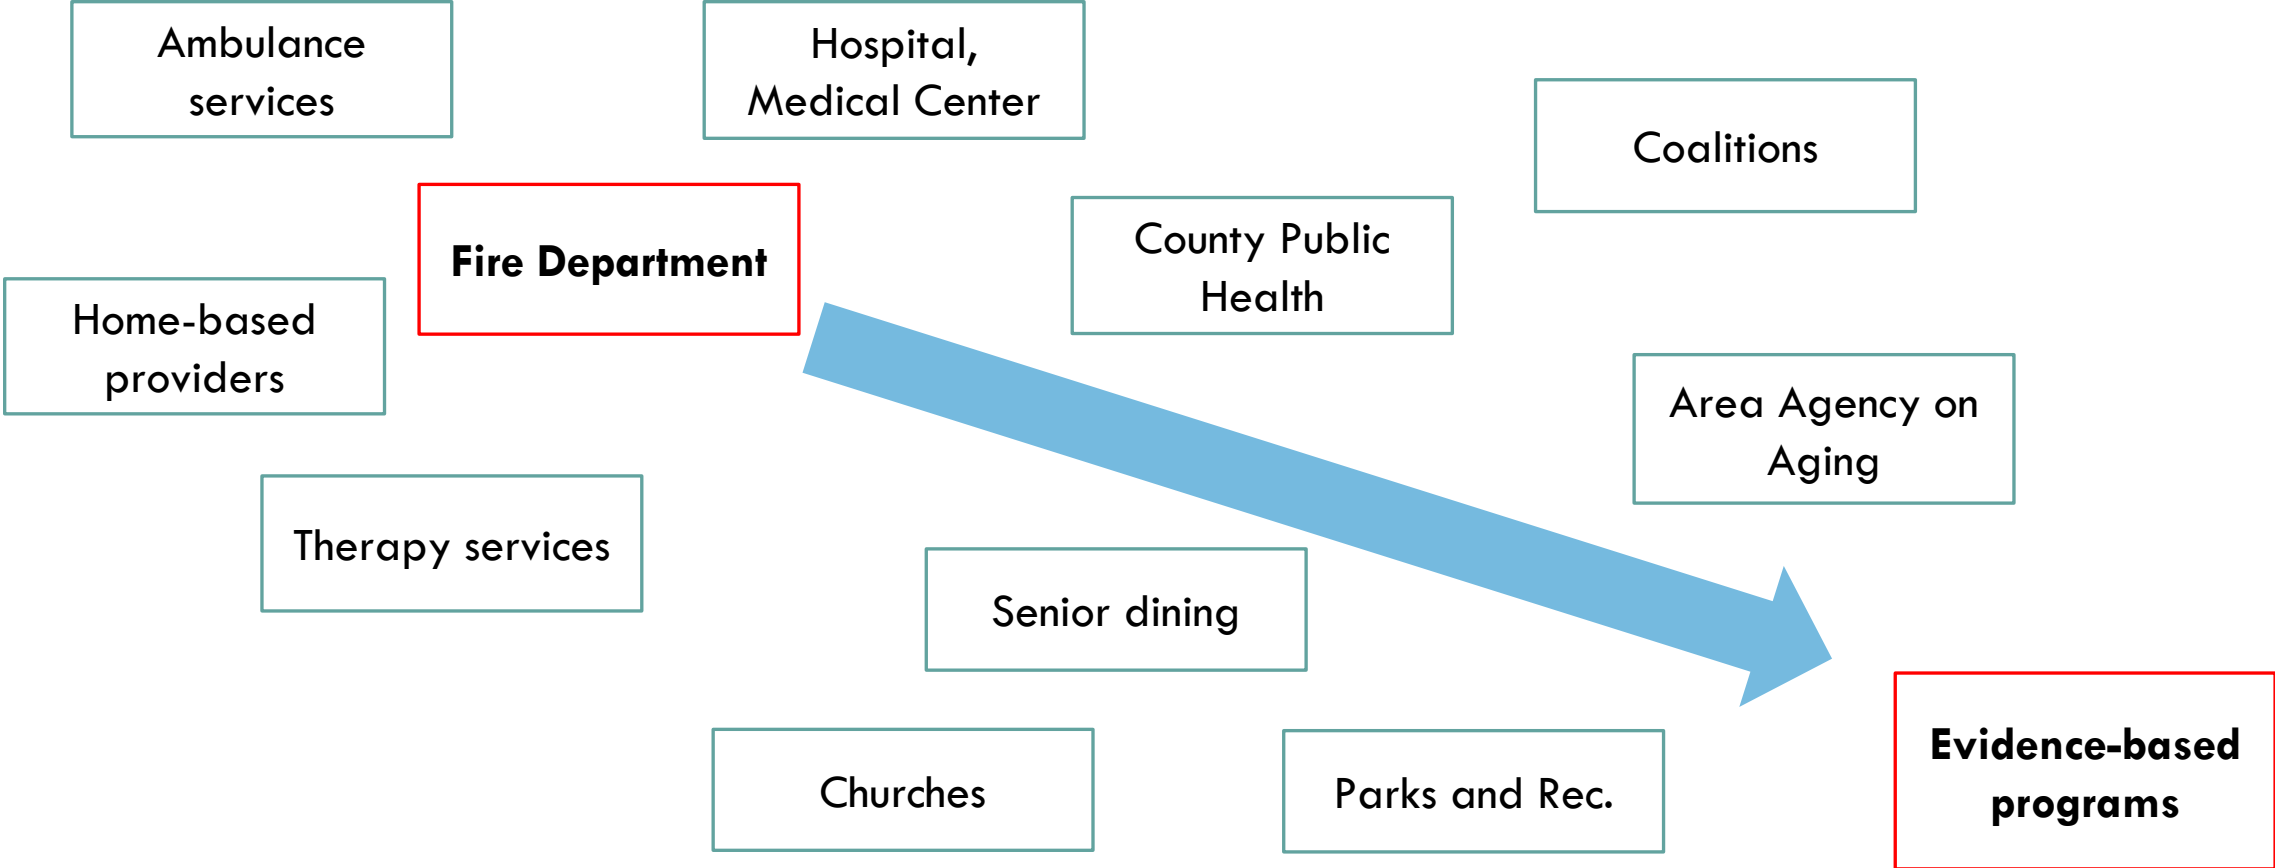 Ambulance
services
Hospital,
Medical Center
Coalitions
Fire Department
County Public
Health
Home-based
providers
Area Agency on
Aging
Therapy services
Senior dining
Churches
Parks and Rec.
Evidence-based
programs